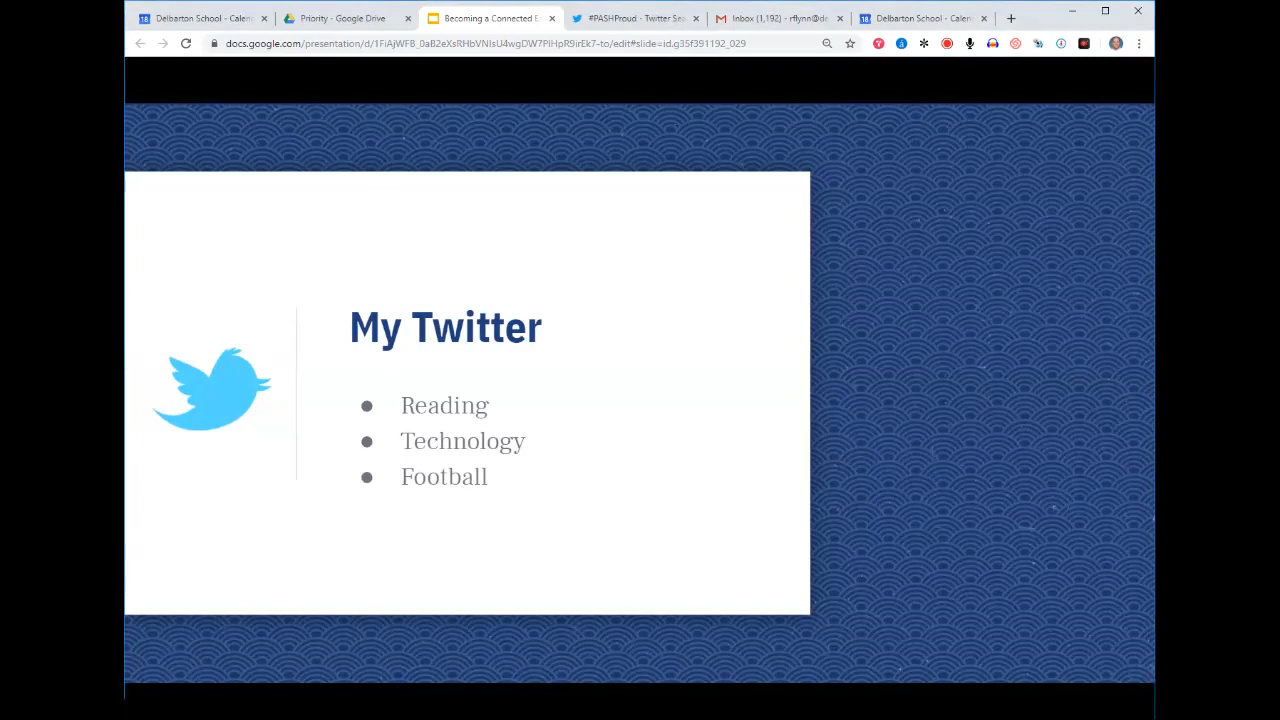 Delbarton School - Calen
Priority - Google Drive
Becoming a Connected E
#PASHProud - Twitter Sea
Inbox (1,192) - rflynn@de
Delbarton School - Calen
docs.google.com/presentation/d/1FiAjWFB_0aB2eXsRHbVNIsU4wgDW7PIHpR9irEk7-to/edit#slide=id.g35f391192_029
My Twitter
● Reading
● Technology
● Football